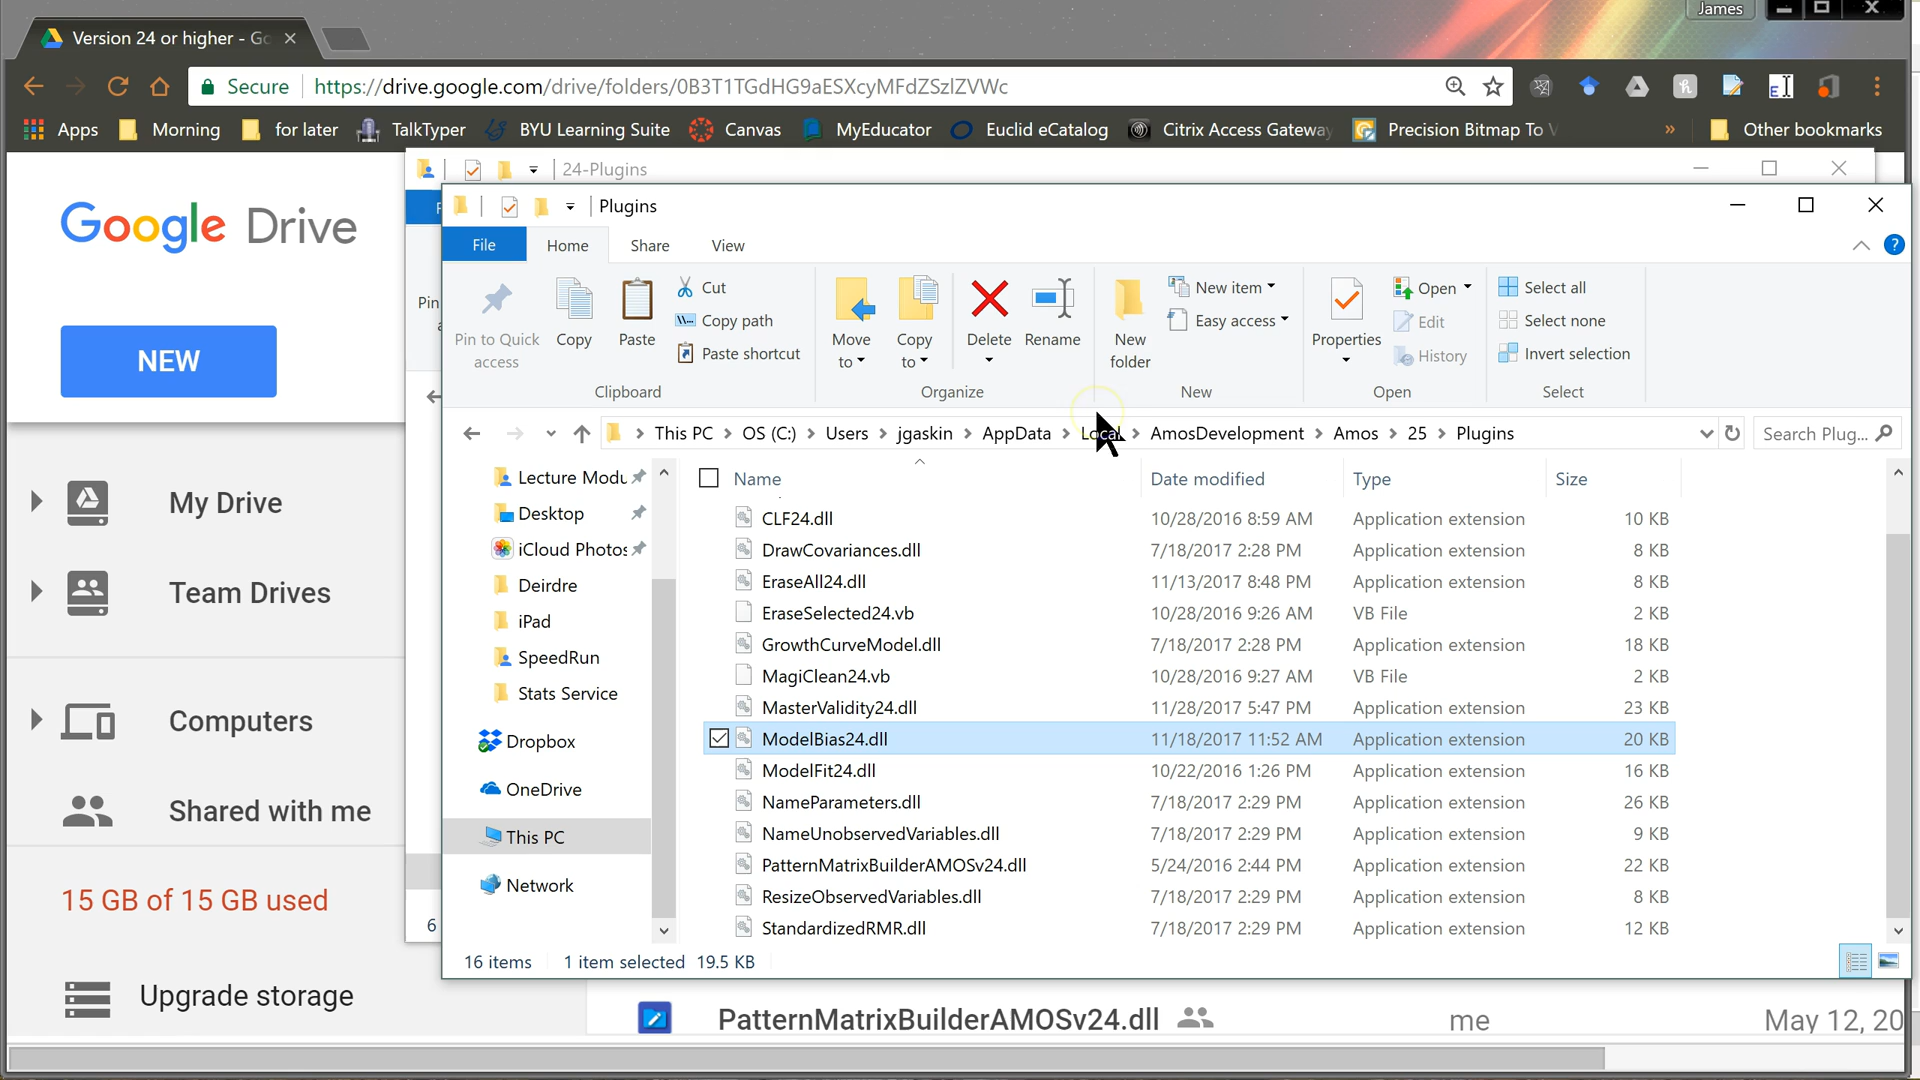 James
Version 24 or higher - Go
Secure
https://drive.google.com/drive/folders/0B3T1TGdHG9aESXcyMFdZSzlZVWc
Apps
Morning
for later
TalkTyper
BYU Learning Suite
Canvas
MyEducator
Euclid eCatalog
Citrix Access Gateway
Precision Bitmap To V
»
Other bookmarks
24-Plugins
Google Drive
NEW
My Drive
Team Drives
Computers
Shared with me
15 GB of 15 GB used
Upgrade storage
Pin
6
Plugins
File
Home
Share
View
Pin to Quick
access
Copy
Paste
Cut
Copy path
Paste shortcut
Clipboard
Move
to
Copy
to
Delete
Rename
Organize
New
folder
New item
Easy access
New
Properties
Open
Edit
History
Open
Select all
Select none
Invert selection
Select
This PC > OS (C:) > Users > jgaskin > AppData > Local > AmosDevelopment > Amos > 25 > Plugins
Search Plug...
Lecture Modu
Desktop
iCloud Photos
Deirdre
iPad
SpeedRun
Stats Service
Dropbox
OneDrive
This PC
Network
Name Date modified Type Size
CLF24.dll 10/28/2016 8:59 AM Application extension 10 KB
DrawCovariances.dll 7/18/2017 2:28 PM Application extension 8 KB
EraseAll24.dll 11/13/2017 8:48 PM Application extension 8 KB
EraseSelected24.vb 10/28/2016 9:26 AM VB File 2 KB
GrowthCurveModel.dll 7/18/2017 2:28 PM Application extension 18 KB
MagiClean24.vb 10/28/2016 9:27 AM VB File 2 KB
MasterValidity24.dll 11/28/2017 5:47 PM Application extension 23 KB
ModelBias24.dll 11/18/2017 11:52 AM Application extension 20 KB
ModelFit24.dll 10/22/2016 1:26 PM Application extension 16 KB
NameParameters.dll 7/18/2017 2:29 PM Application extension 26 KB
NameUnobservedVariables.dll 7/18/2017 2:29 PM Application extension 9 KB
PatternMatrixBuilderAMOSv24.dll 5/24/2016 2:44 PM Application extension 22 KB
ResizeObservedVariables.dll 7/18/2017 2:29 PM Application extension 8 KB
StandardizedRMR.dll 7/18/2017 2:29 PM Application extension 12 KB
16 items 1 item selected 19.5 KB
PatternMatrixBuilderAMOSv24.dll me May 12, 20